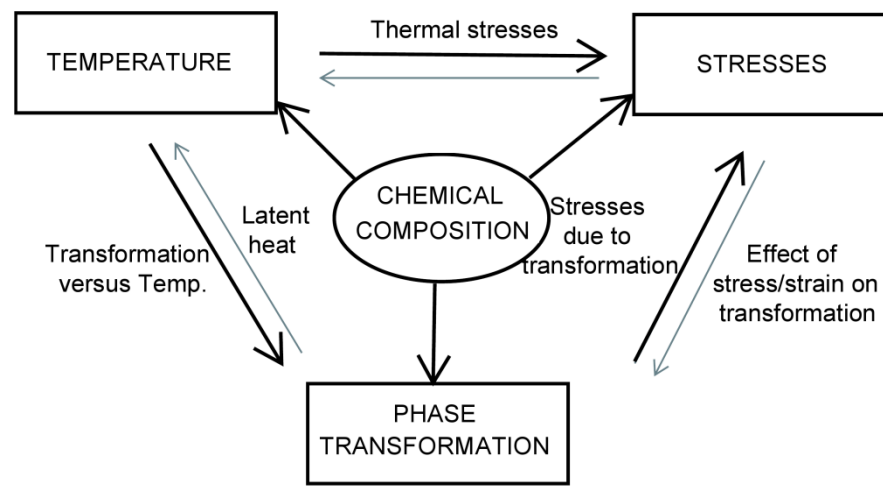 Thermal stresses
TEMPERATURE
STRESSES
CHEMICAL
COMPOSITION
Latent
heat
Transformation
versus Temp.
Stresses
due to
transformation
Effect of
stress/strain on
transformation
PHASE
TRANSFORMATION